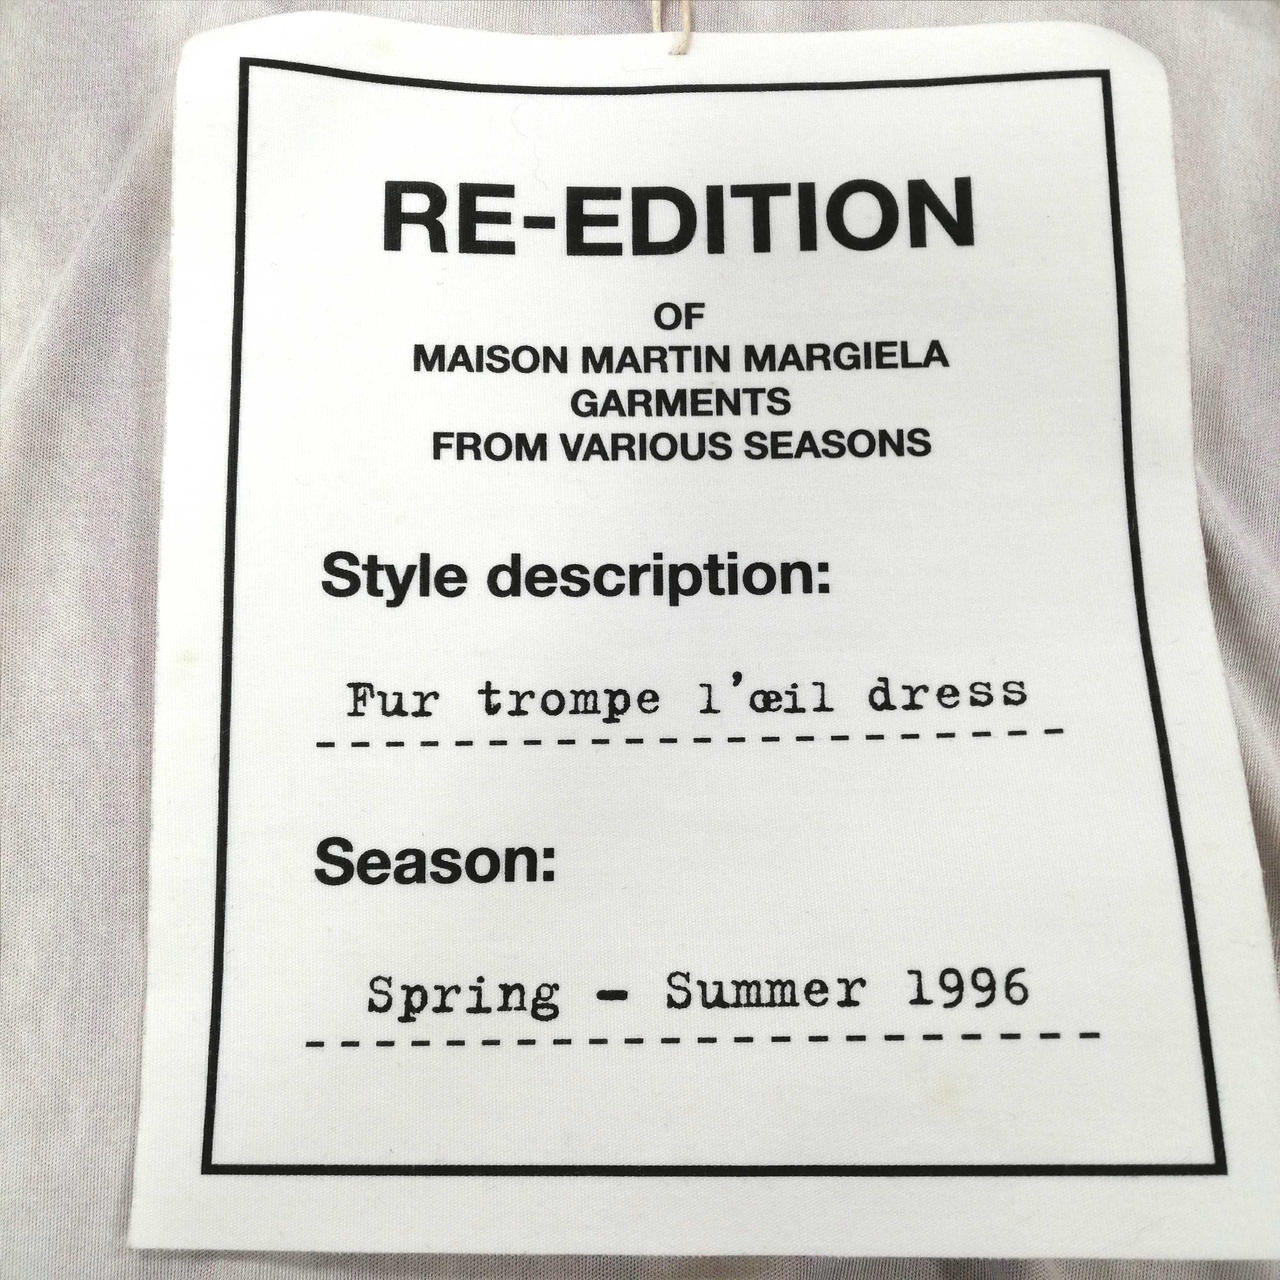 RE-EDITION
OF
MAISON MARTIN MARGIELA
GARMENTS
FROM VARIOUS SEASONS
Style description:
Fur trompe l'œil dress
Season:
Spring - Summer 1996